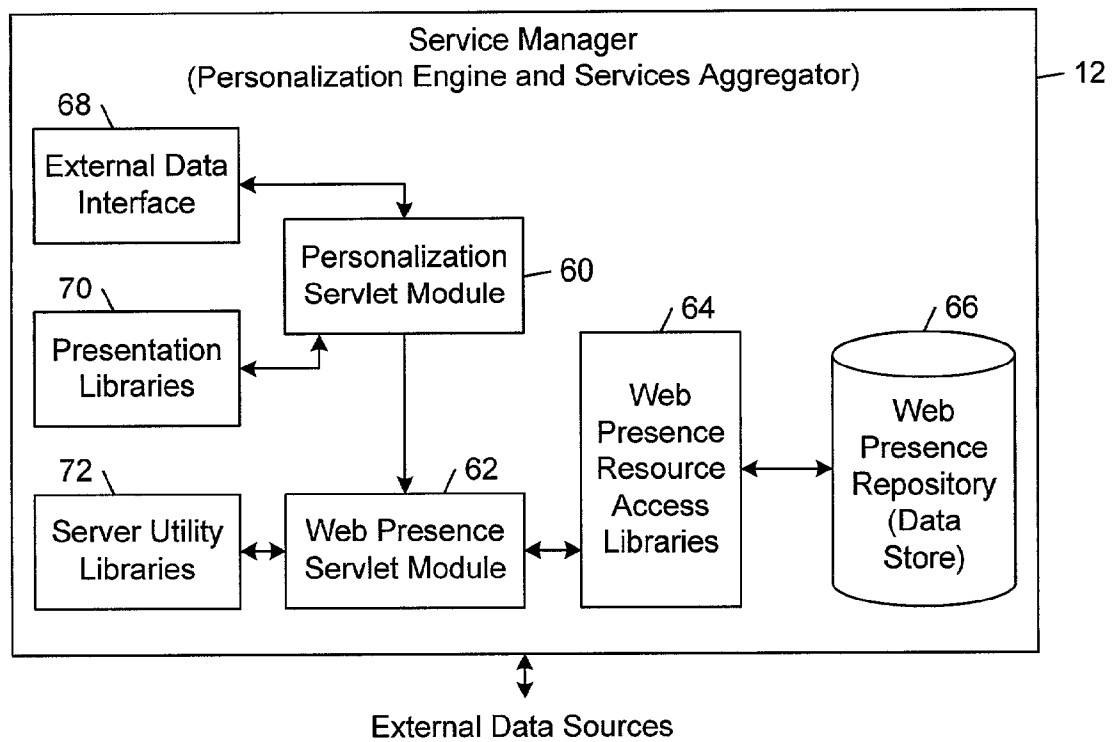 Service Manager
(Personalization Engine and Services Aggregator)
12
68
External Data
Interface
Personalization
Servlet Module
60
70
Presentation
Libraries
64
Web
Presence
Resource
Access
Libraries
66
Web
Presence
Repository
(Data
Store)
72
Server Utility
Libraries
62
Web Presence
Servlet Module
External Data Sources